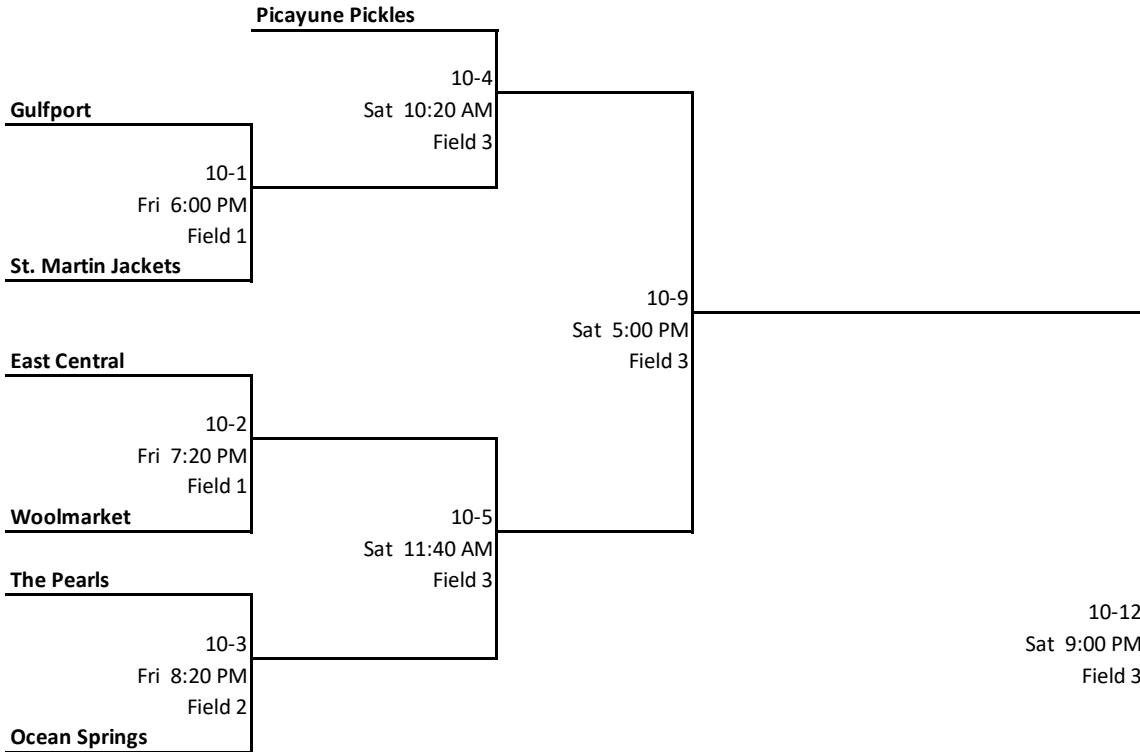 Picayune Pickles
10-4
Gulfport
Sat 10:20 AM
Field 3
10-1
Fri 6:00 PM
Field 1
St. Martin Jackets
10-9
Sat 5:00 PM
East Central
Field 3
10-2
Fri 7:20 PM
Field 1
Woolmarket
10-5
Sat 11:40 AM
The Pearls
Field 3
10-12
10-3
Sat 9:00 PM
Fri 8:20 PM
Field 3
Field 2
Ocean Springs